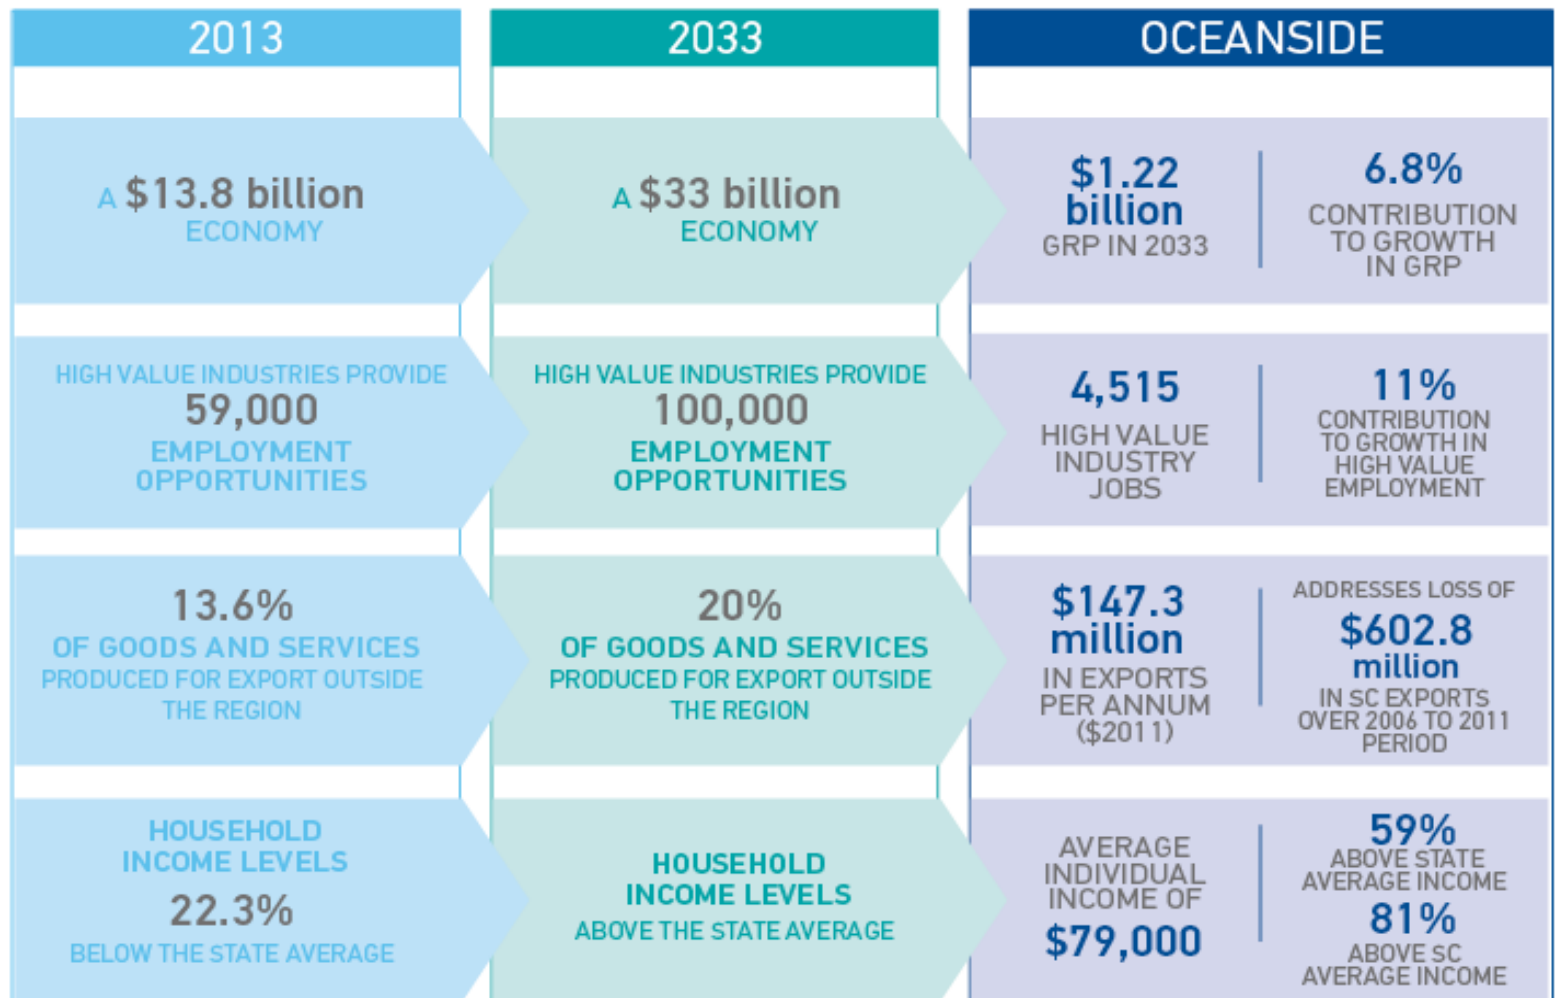 2013
2033
OCEANSIDE
A $13.8 billion
ECONOMY
A $33 billion
ECONOMY
$1.22
billion
GRP IN 2033
6.8%
CONTRIBUTION
TO GROWTH
IN GRP
HIGH VALUE INDUSTRIES PROVIDE
59,000
EMPLOYMENT
OPPORTUNITIES
HIGH VALUE INDUSTRIES PROVIDE
100,000
EMPLOYMENT
OPPORTUNITIES
4,515
HIGH VALUE
INDUSTRY
JOBS
11%
CONTRIBUTION
TO GROWTH IN
HIGH VALUE
EMPLOYMENT
13.6%
OF GOODS AND SERVICES
PRODUCED FOR EXPORT OUTSIDE
THE REGION
20%
OF GOODS AND SERVICES
PRODUCED FOR EXPORT OUTSIDE
THE REGION
$147.3
million
IN EXPORTS
PER ANNUM
($2011)
ADDRESSES LOSS OF
$602.8
million
IN SC EXPORTS
OVER 2006 TO 2011
PERIOD
HOUSEHOLD
INCOME LEVELS
22.3%
BELOW THE STATE AVERAGE
HOUSEHOLD
INCOME LEVELS
ABOVE THE STATE AVERAGE
AVERAGE
INDIVIDUAL
INCOME OF
$79,000
59%
ABOVE STATE
AVERAGE INCOME
81%
ABOVE SC
AVERAGE INCOME